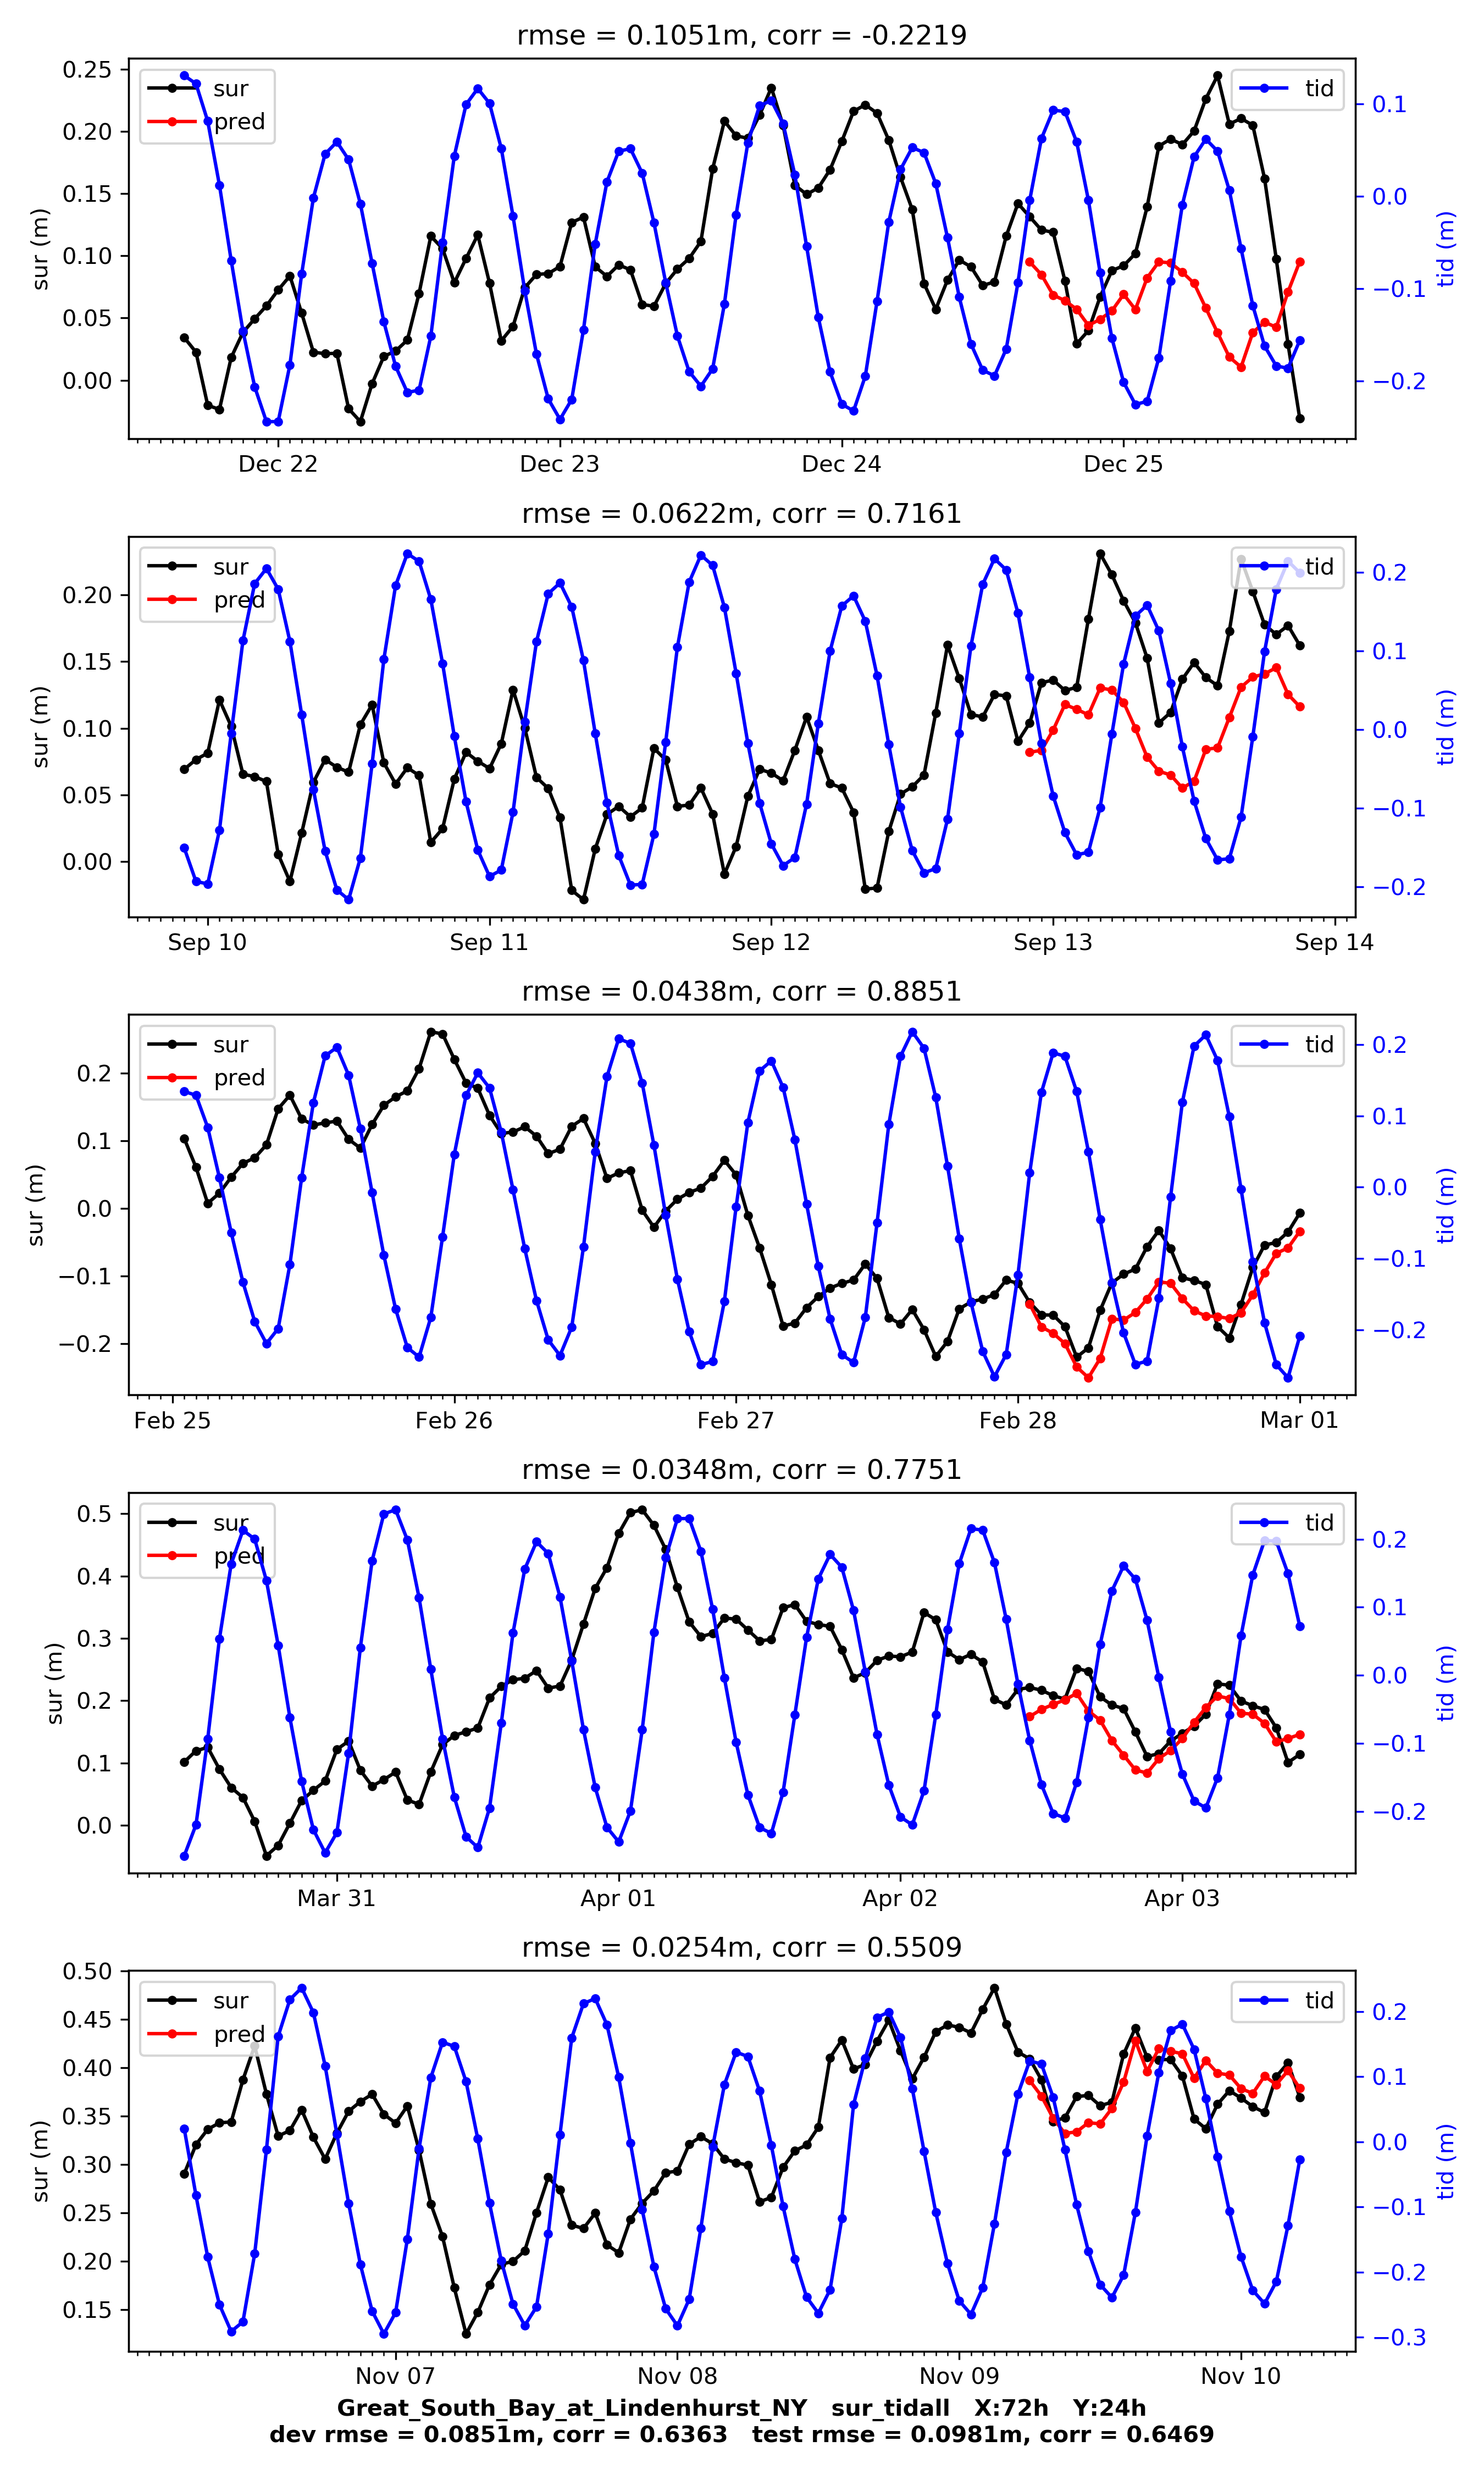 rmse = 0.1051m, corr = -0.2219
sur
pred
tid
0.25
0.20
0.15
0.10
0.05
0.00
sur (m)
0.1
0.0
−0.1
−0.2
tid (m)
Dec 22 Dec 23 Dec 24 Dec 25
rmse = 0.0622m, corr = 0.7161
sur
pred
tid
0.20
0.15
0.10
0.05
0.00
sur (m)
0.2
0.1
0.0
−0.1
−0.2
tid (m)
Sep 10 Sep 11 Sep 12 Sep 13 Sep 14
rmse = 0.0438m, corr = 0.8851
sur
pred
tid
0.2
0.1
0.0
−0.1
−0.2
sur (m)
0.2
0.1
0.0
−0.1
−0.2
tid (m)
Feb 25 Feb 26 Feb 27 Feb 28 Mar 01
rmse = 0.0348m, corr = 0.7751
sur
pred
tid
0.5
0.4
0.3
0.2
0.1
0.0
sur (m)
0.2
0.1
0.0
−0.1
−0.2
tid (m)
Mar 31 Apr 01 Apr 02 Apr 03
rmse = 0.0254m, corr = 0.5509
sur
pred
tid
0.50
0.45
0.40
0.35
0.30
0.25
0.20
0.15
sur (m)
0.2
0.1
0.0
−0.1
−0.2
−0.3
tid (m)
Nov 07 Nov 08 Nov 09 Nov 10
Great_South_Bay_at_Lindenhurst_NY sur_tidall X:72h Y:24h
dev rmse = 0.0851m, corr = 0.6363 test rmse = 0.0981m, corr = 0.6469